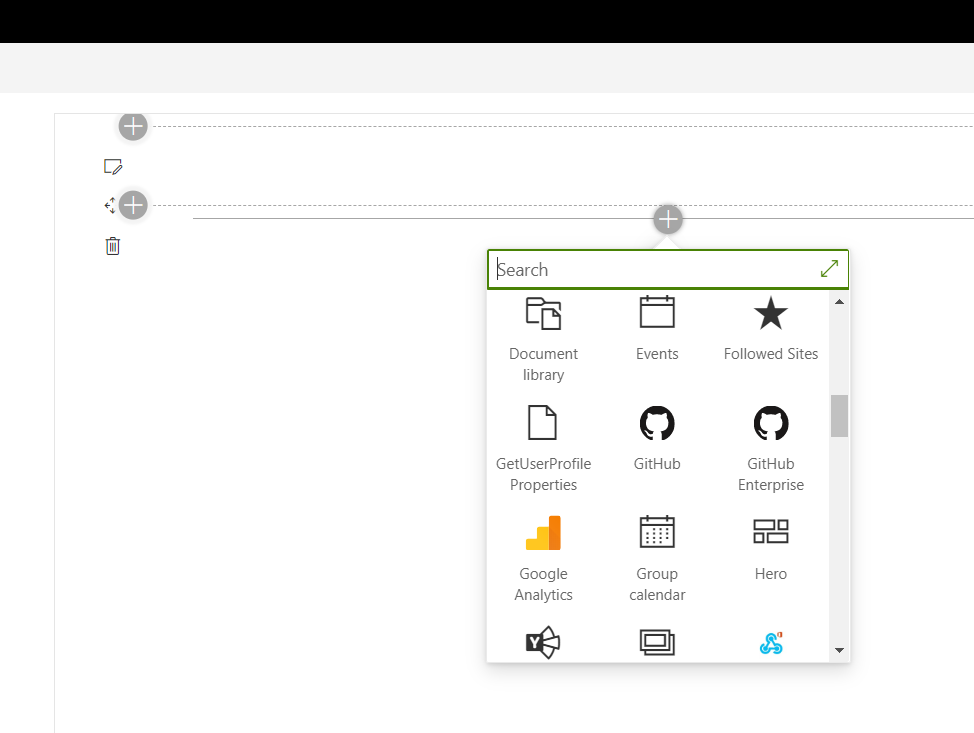 Search
Document
library
Events
Followed Sites
GetUserProfile
Properties
GitHub
GitHub
Enterprise
Google
Analytics
Group
calendar
Hero
Y